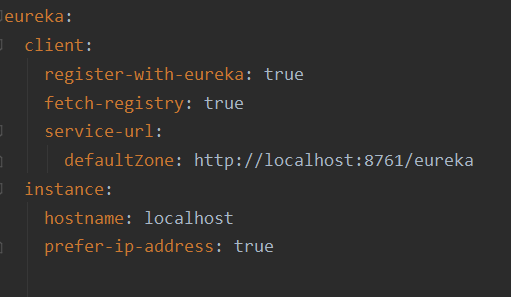 eureka:
  client:
    register-with-eureka: true
    fetch-registry: true
    service-url:
      defaultZone: http://localhost:8761/eureka
  instance:
    hostname: localhost
    prefer-ip-address: true